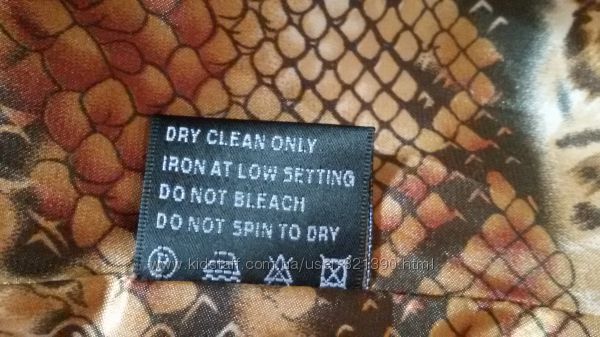 DRY CLEAN ONLY
IRON AT LOW SETTING
DO NOT BLEACH
DO NOT SPIN TO DRY
P